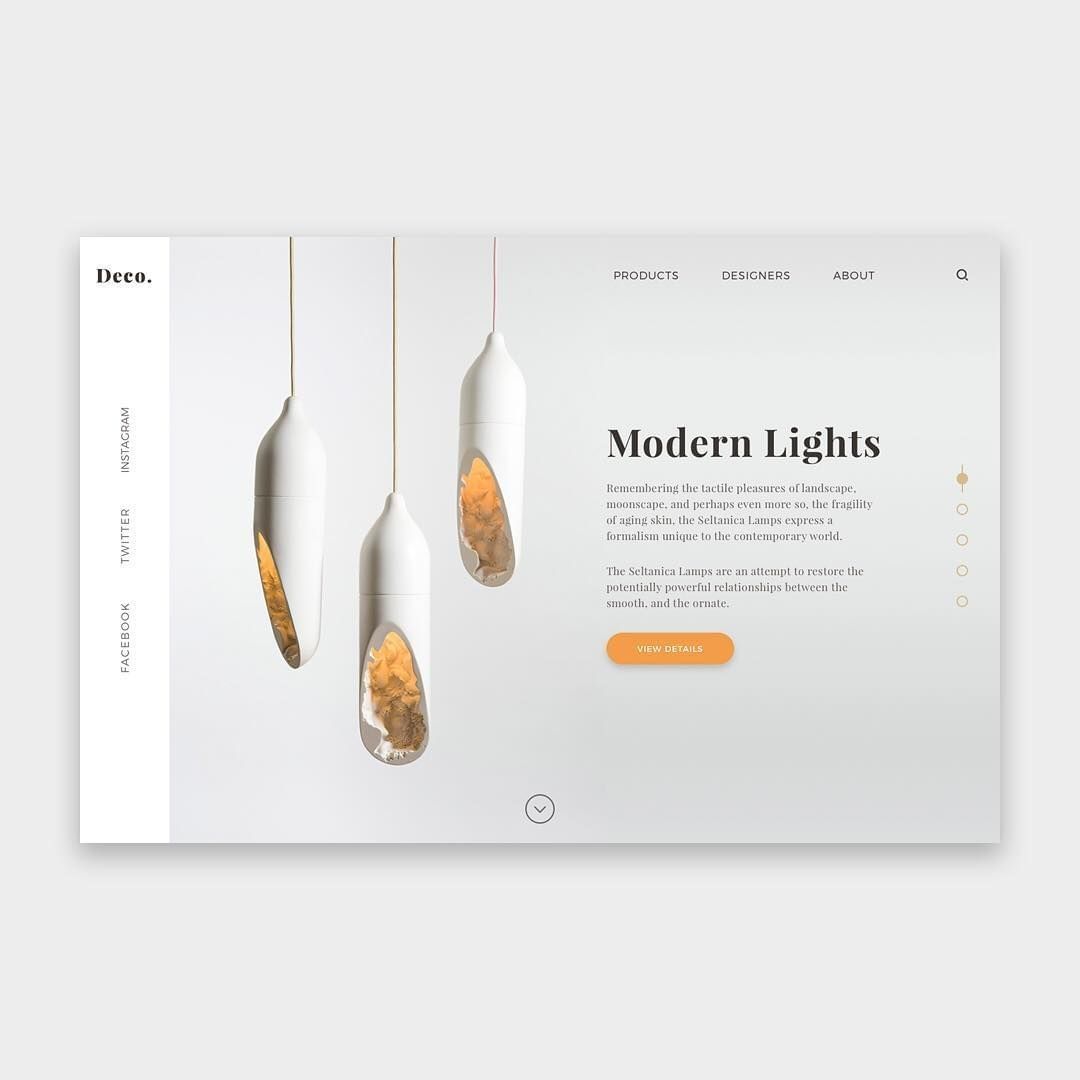 Deco.
PRODUCTS
DESIGNERS
ABOUT
INSTAGRAM
TWITTER
FACEBOOK
Modern Lights
Remembering the tactile pleasures of landscape,
moonscape, and perhaps even more so, the fragility
of aging skin, the Seltanica Lamps express a
formalism unique to the contemporary world.
The Seltanica Lamps are an attempt to restore the
potentially powerful relationships between the
smooth, and the ornate.
VIEW DETAILS